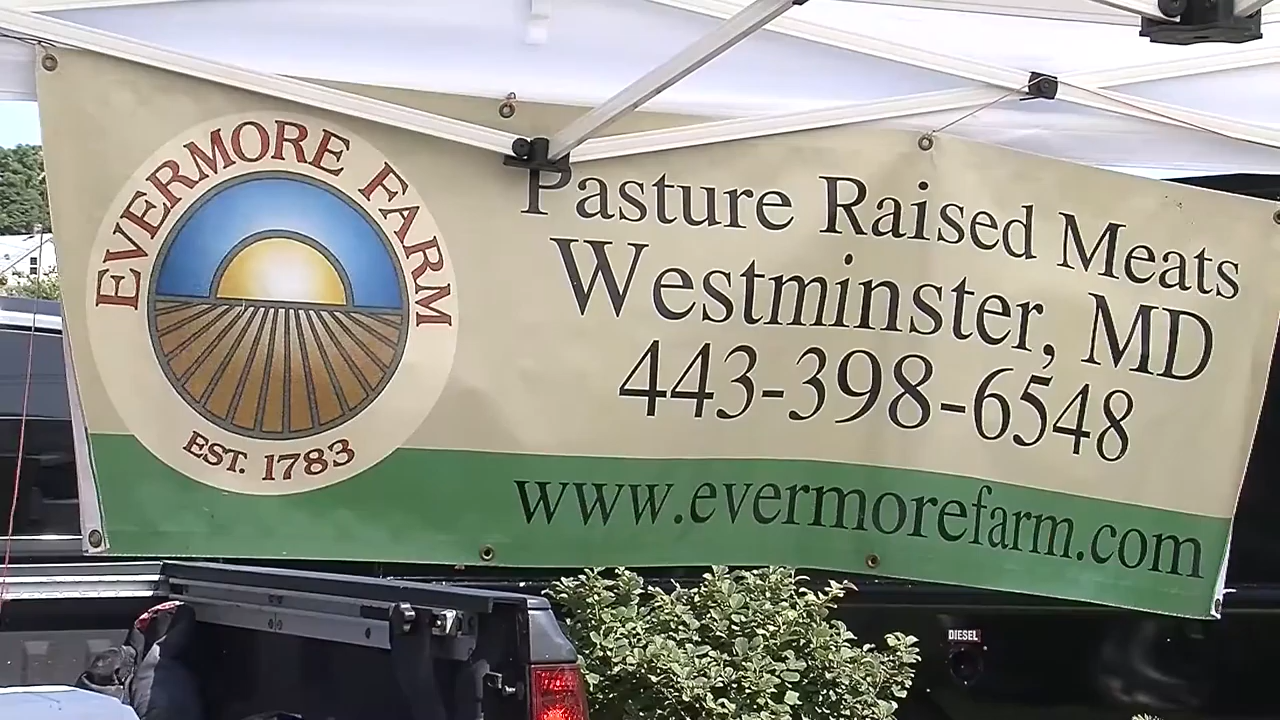 EVERMORE FARM
EST. 1783
Pasture Raised Meats
Westminster, MD
443-398-6548
www.evermorefarm.com
DIESEL